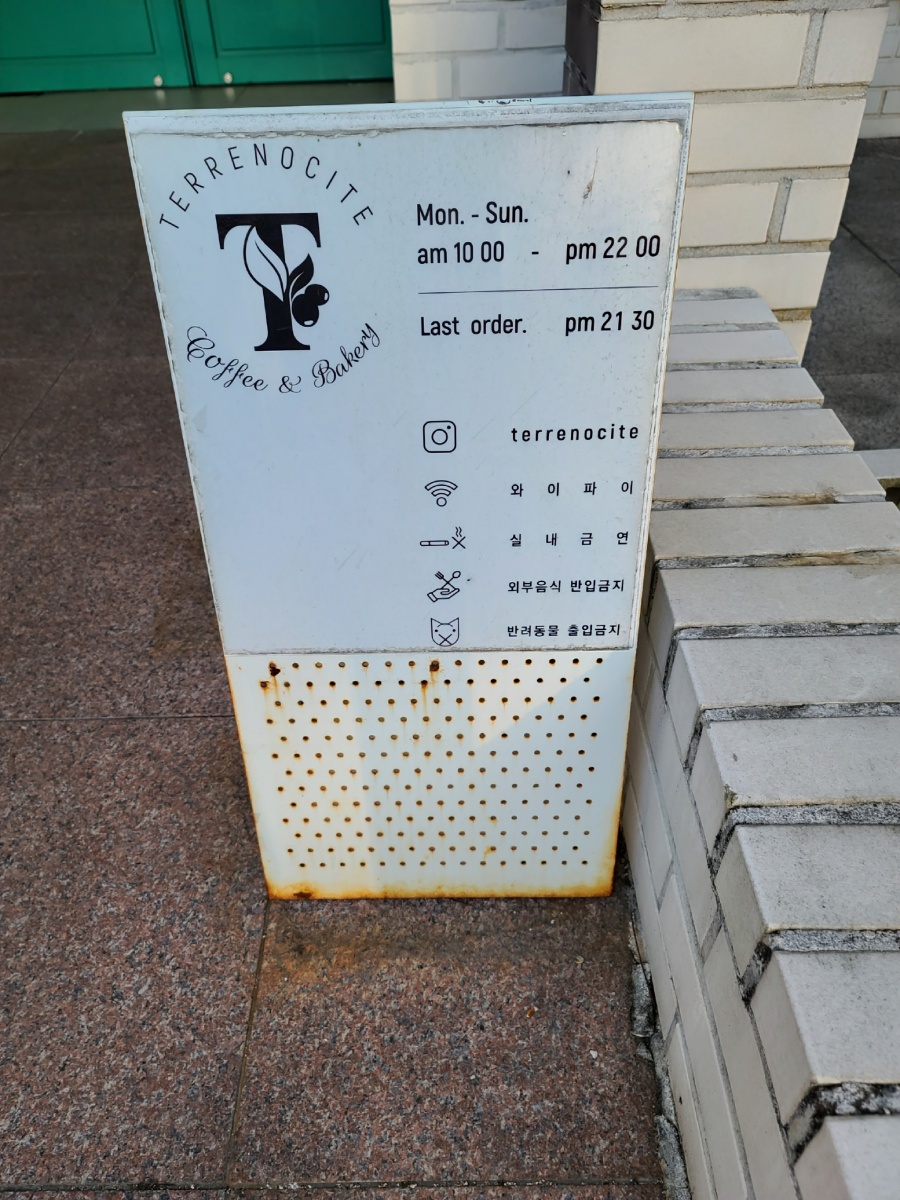 TERRENOCITE
T
Coffee & Bakery
Mon. - Sun.
am 10 00 - pm 22 00
Last order. pm 21 30
terrenocite
와이파이
실내금연
외부음식 반입금지
반려동물 출입금지